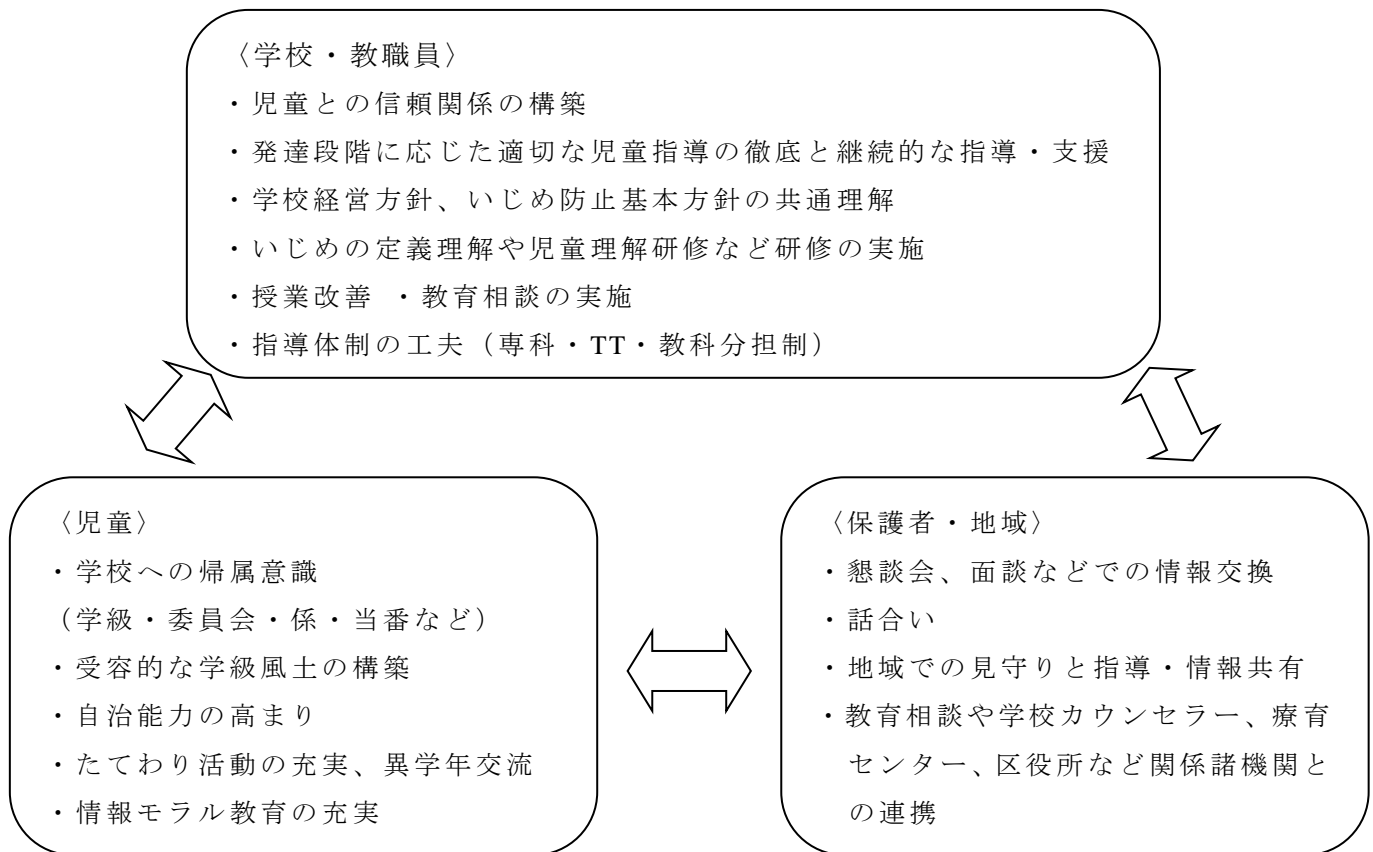 〈学校・教職員〉
・児童との信頼関係の構築
・発達段階に応じた適切な児童指導の徹底と継続的な指導・支援
・学校経営方針、いじめ防止基本方針の共通理解
・いじめの定義理解や児童理解研修など研修の実施
・授業改善 ・教育相談の実施
・指導体制の工夫（専科・TT・教科分担制）
〈児童〉
・学校への帰属意識
（学級・委員会・係・当番など）
・受容的な学級風土の構築
・自治能力の高まり
・たてわり活動の充実、異学年交流
・情報モラル教育の充実
〈保護者・地域〉
・懇談会、面談などでの情報交換
・話合い
・地域での見守りと指導・情報共有
・教育相談や学校カウンセラー、療育
センター、区役所など関係諸機関と
の連携